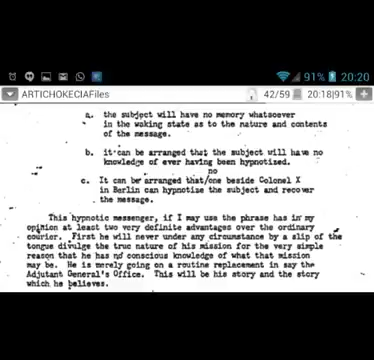 91% 20:20
ARTICHOKECIAFiles 42/59 20:18|91%
a. the subject will have no memory whatsoever
in the waking state as to the nature and contents
of the message.
b. it can be arranged that the subject will have no
knowledge of ever having been hypnotized.
no
c. It can be arranged that/one beside Colonel X
in Berlin can hypnotize the subject and recover
the message.
This hypnotic messenger, if I may use the phrase has in my
opinion at least two very definite advantages over the ordinary
courier. First he will never under any circumstance by a slip of the
tongue divulge the true nature of his mission for the very simple
reason that he has no conscious knowledge of what that mission
may be. He is merely going on a routine replacement in say the
Adjutant General's Office. This will be his story and the story
which he believes.